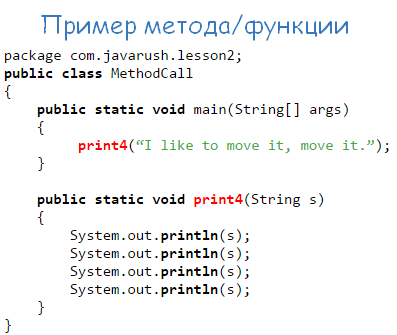 Пример метода/функции
package com.javarush.lesson2;
public class MethodCall
{
    public static void main(String[] args)
    {
         print4(“I like to move it, move it.”);
    }

    public static void print4(String s)
    {
        System.out.println(s);
        System.out.println(s);
        System.out.println(s);
        System.out.println(s);
    }
}